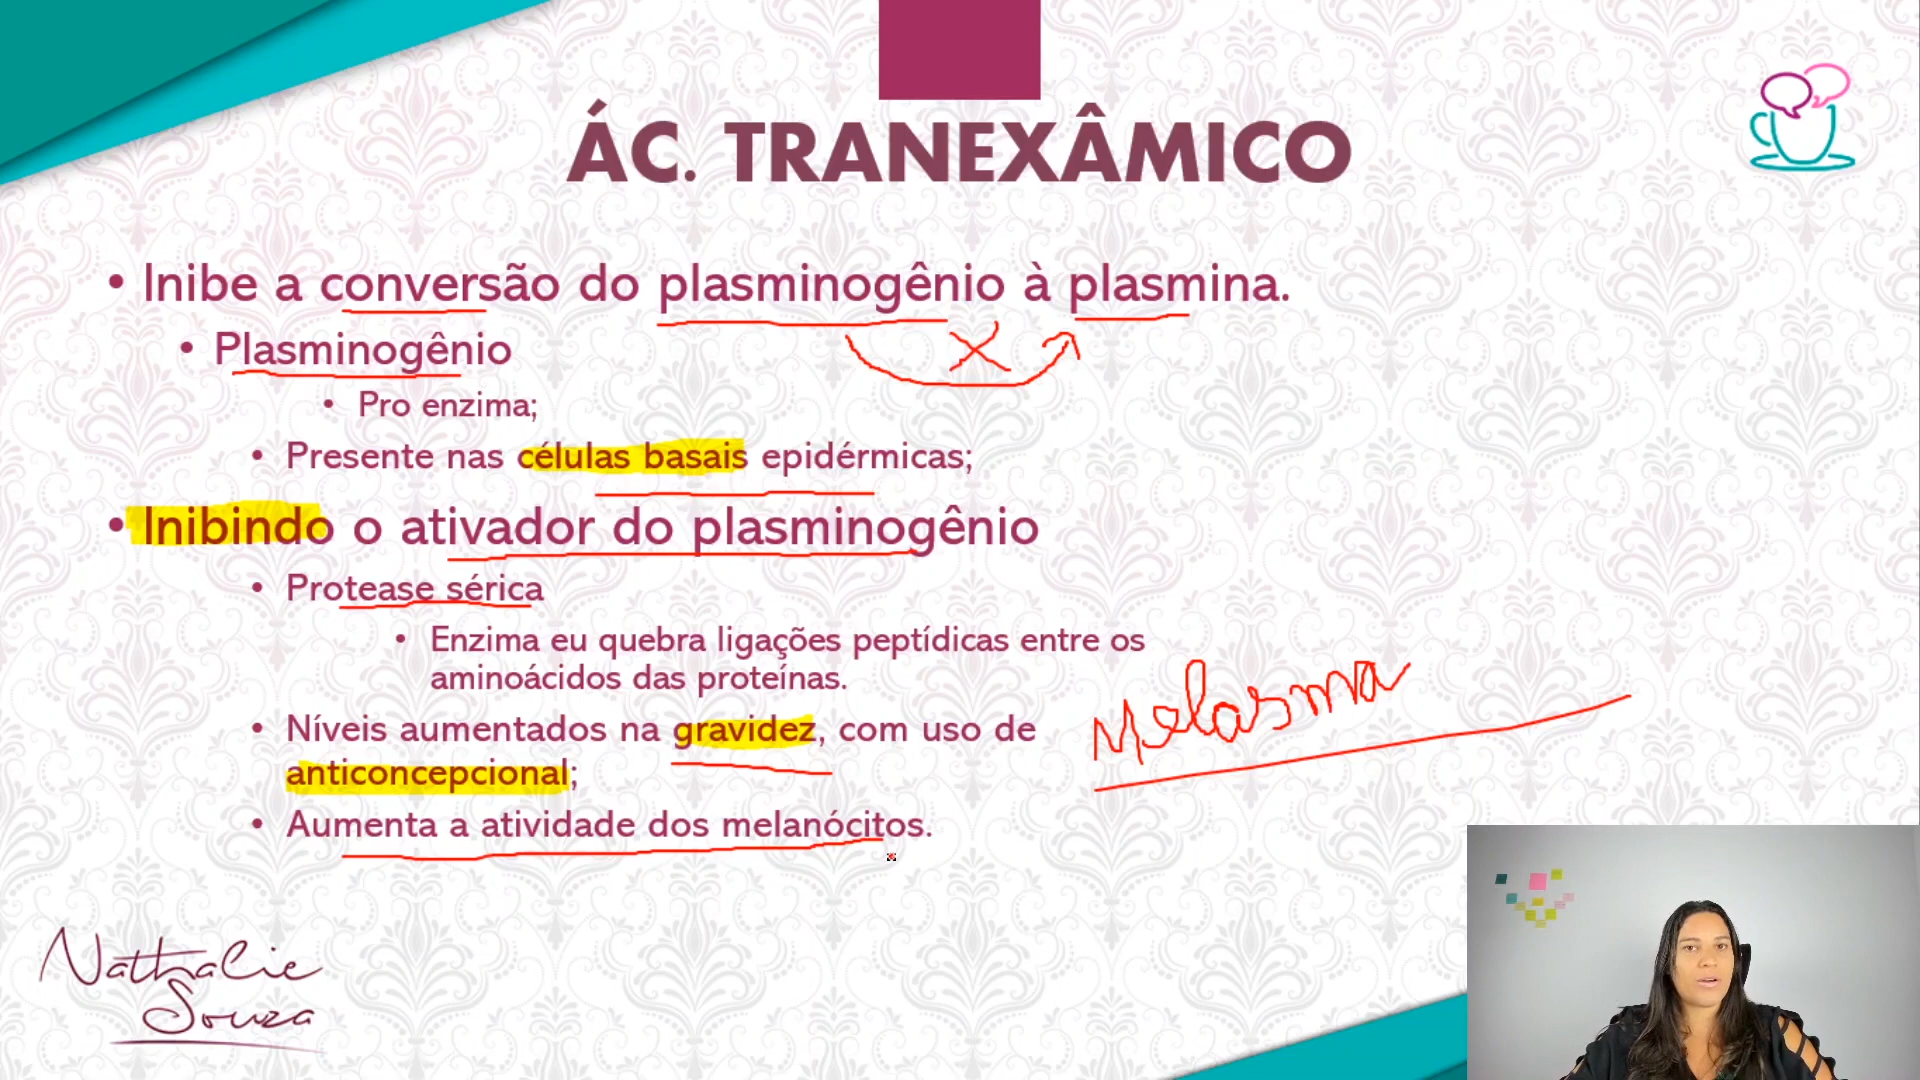 ÁC. TRANEXÂMICO
• Inibe a conversão do plasminogênio à plasmina.
• Plasminogênio
• Pro enzima;
• Presente nas células basais epidérmicas;
• Inibindo o ativador do plasminogênio
• Protease sérica
• Enzima eu quebra ligações peptídicas entre os
aminoácidos das proteínas.
• Níveis aumentados na gravidez, com uso de
anticoncepcional;
• Aumenta a atividade dos melanócitos.
Melasma
Nathalie
Souza